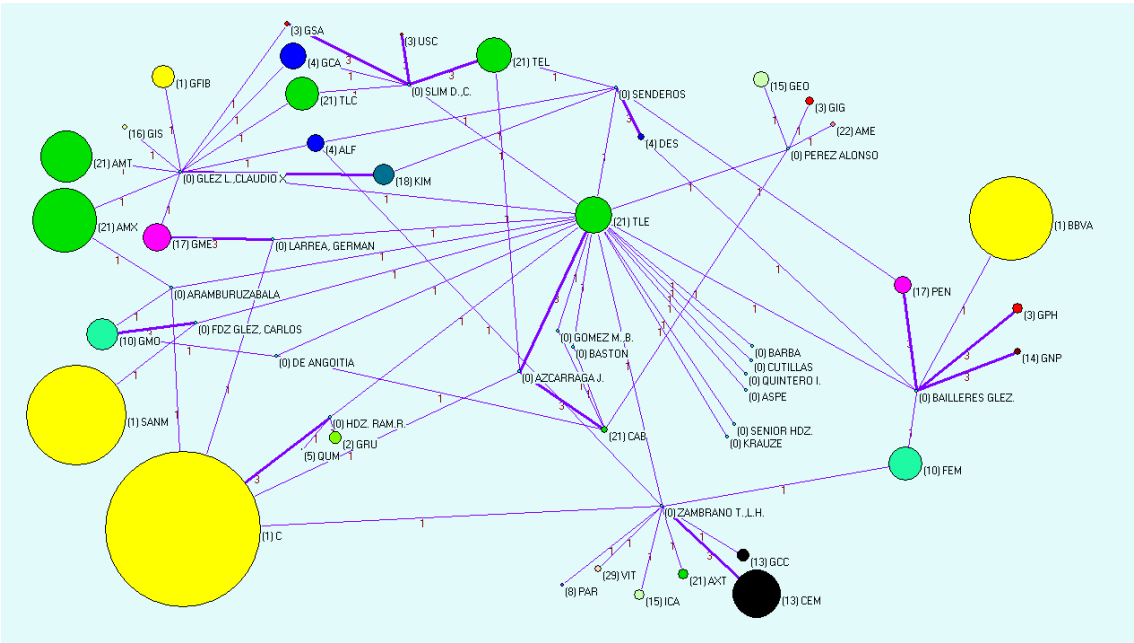 (3) GSA
(3) USC
(4) GCA
(21) TEL
(1) GFIB
(0) SLIM D.,C.
(0) SENDEROS
(15) GEO
(21) TLC
(3) GIG
(16) GIS
(22) AME
(4) DES
(4) ALF
(0) PEREZ ALONSO
(21) AMT
(0) GLEZ L.,CLAUDIO X.
(18) KIM
(21) AMX
(21) TLE
(1) BBVA
(17) GME
(0) LARREA, GERMAN
(17) PEN
(0) ARAMBURUZABALA
(3) GPH
(0) FDZ GLEZ, CARLOS
(10) GMO
(0) GOMEZ M.,B.
(0) BASTON
(0) BARBA
(14) GNP
(0) DE ANGOITIA
(0) CUTILLAS
(0) AZCARRAGA J.
(0) QUINTERO I.
(0) ASPE
(0) BAILLERES GLEZ.
(1) SANM
(0) HDZ. RAM,R.
(0) SENIOR HDZ.
(21) CAB
(2) GRU
(0) KRAUZE
(5) QUM
(10) FEM
(0) ZAMBRANO T.,L.H.
(1) C
(13) GCC
(29) VIT
(21) AXT
(8) PAR
(15) ICA
(13) CEM